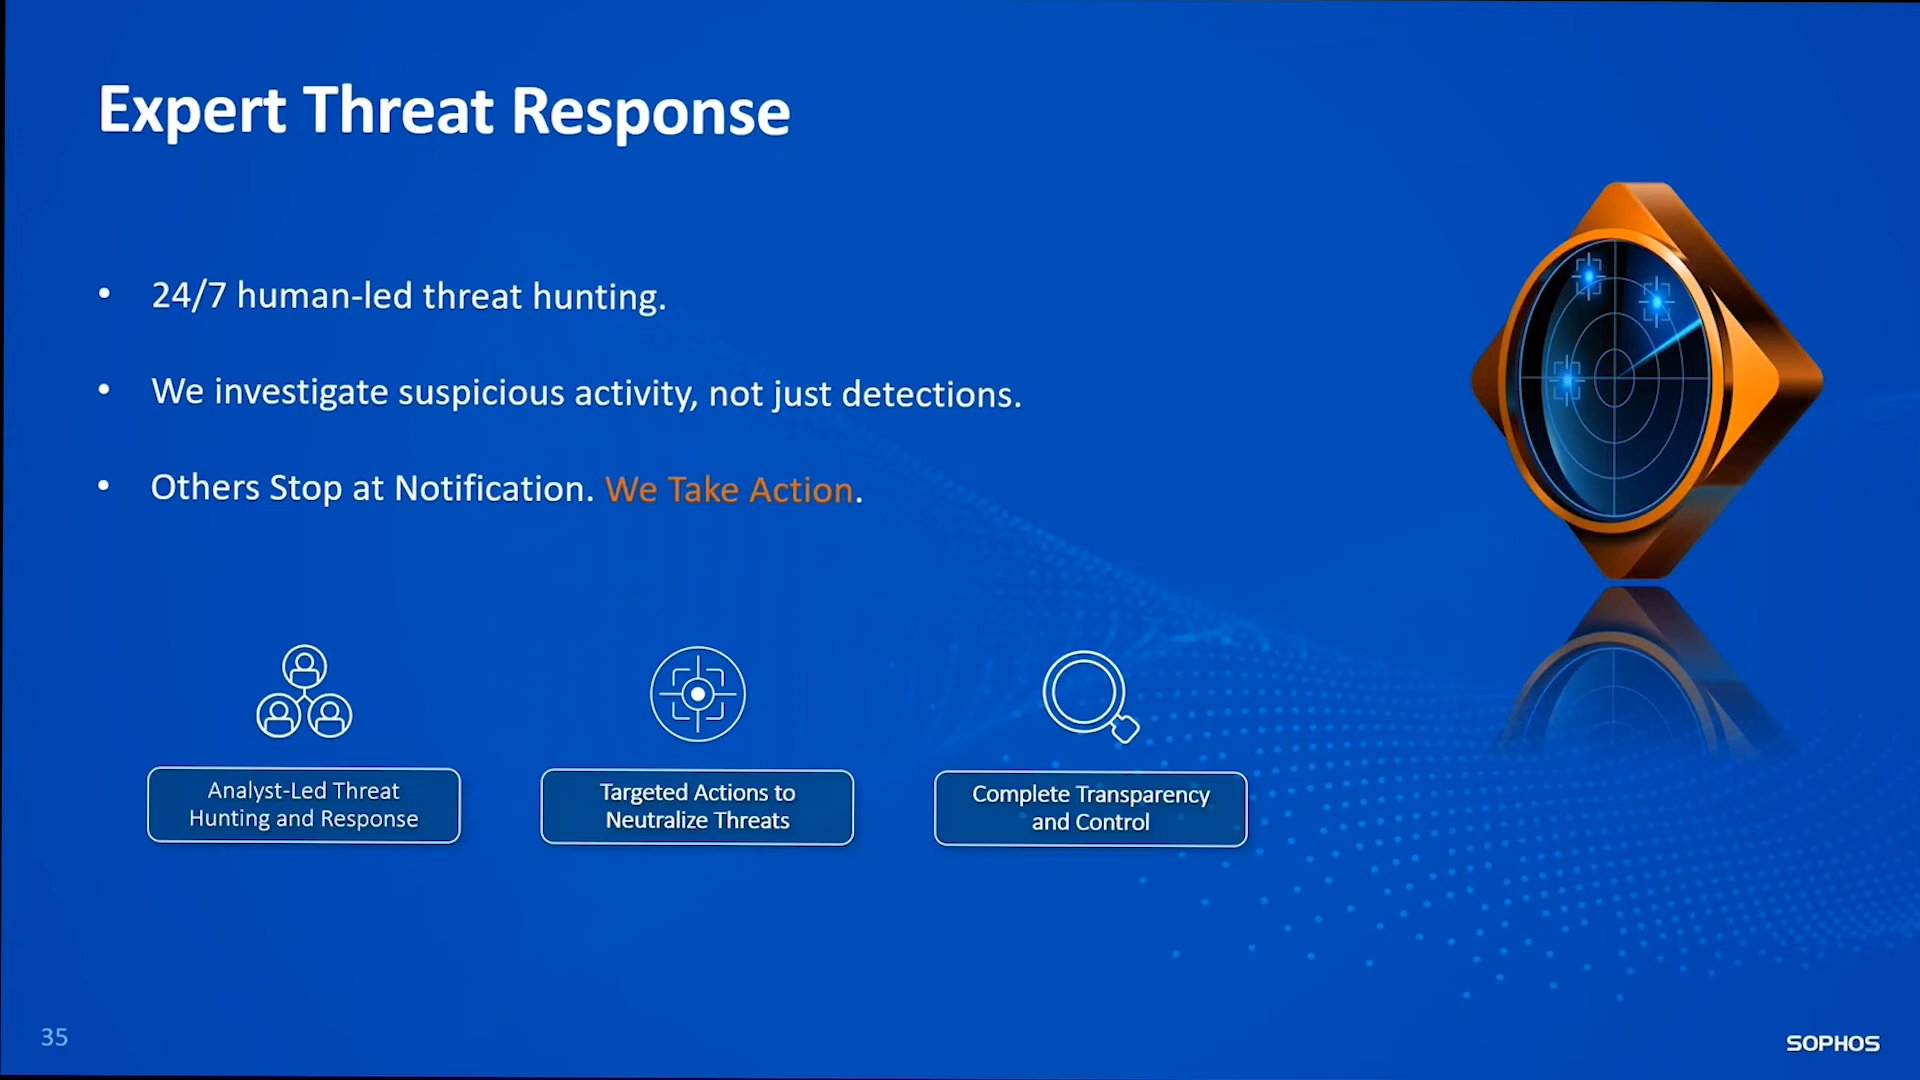 Expert Threat Response
• 24/7 human-led threat hunting.
• We investigate suspicious activity, not just detections.
• Others Stop at Notification. We Take Action.
Analyst-Led Threat
Hunting and Response
Targeted Actions to
Neutralize Threats
Complete Transparency
and Control
35
SOPHOS